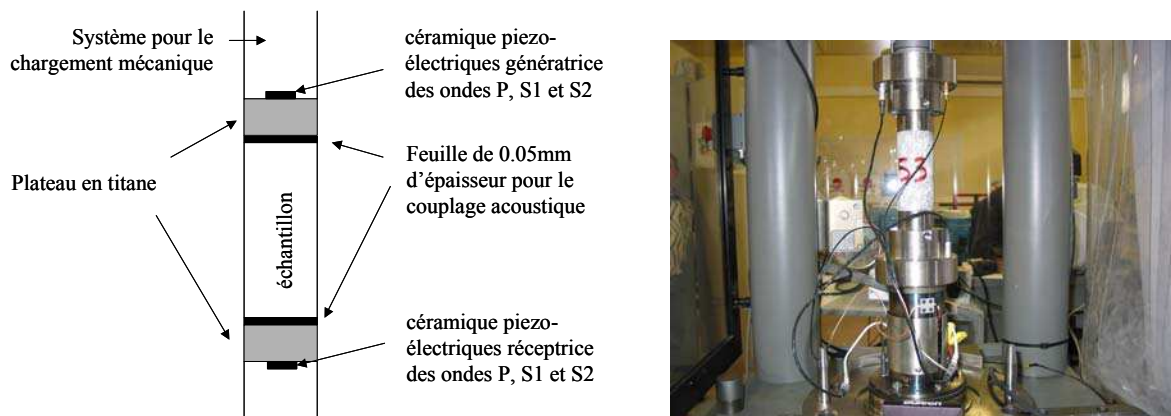 Système pour le
chargement mécanique
Plateau en titane
échantillon
céramique piezo-
électriques génératrice
des ondes P, S1 et S2
Feuille de 0.05mm
d’épaisseur pour le
couplage acoustique
céramique piezo-
électriques réceptrice
des ondes P, S1 et S2
S3